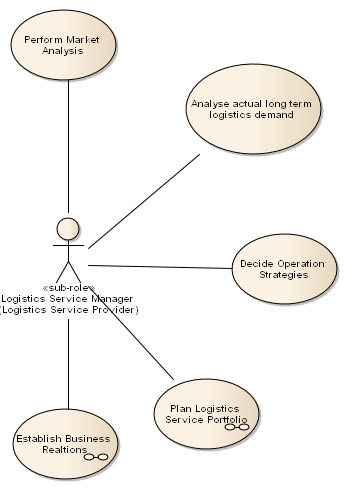 Perform Market
Analysis
Analyse actual long term
logistics demand
Decide Operation
Strategies
«sub-role»
Logistics Service Manager
(Logistics Service Provider)
Plan Logistics
Service Portfolio
Establish Business
Realtions